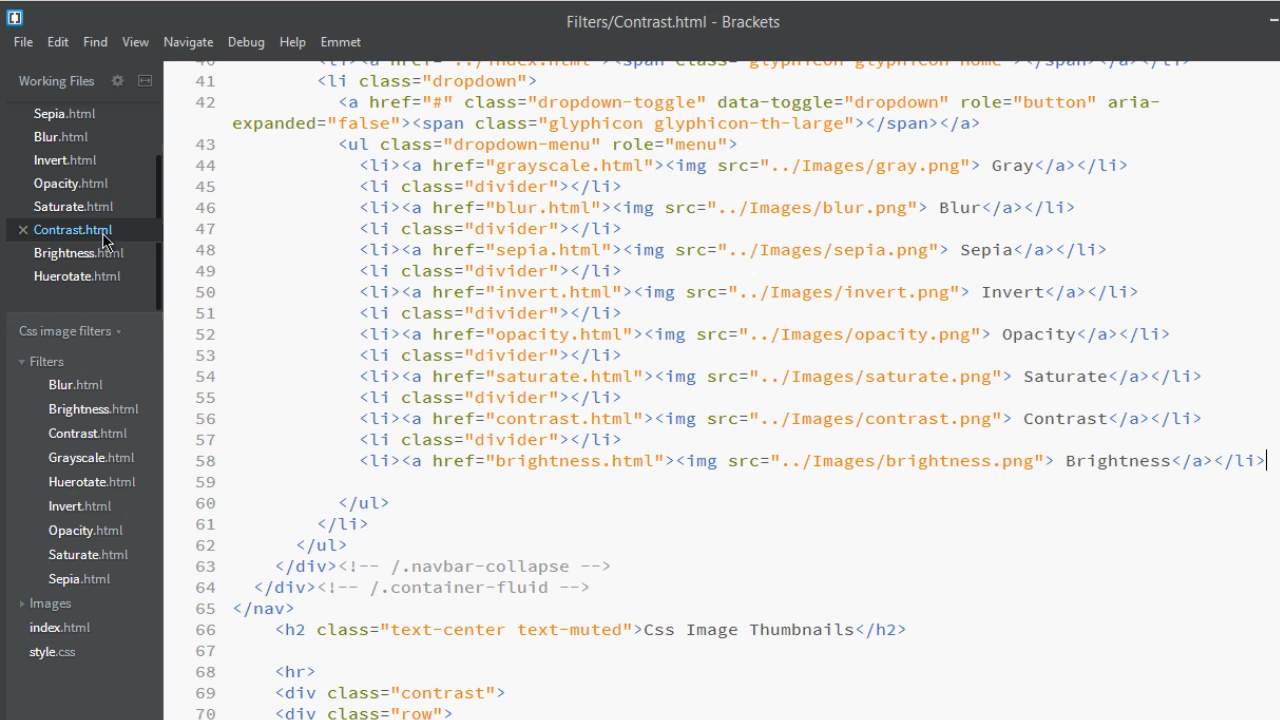 Filters/Contrast.html - Brackets
File Edit Find View Navigate Debug Help Emmet
Working Files
Sepia.html
Blur.html
Invert.html
Opacity.html
Saturate.html
Contrast.html
Brightness.html
Huerotate.html
Css image filters
Filters
Blur.html
Brightness.html
Contrast.html
Grayscale.html
Huerotate.html
Invert.html
Opacity.html
Saturate.html
Sepia.html
Images
index.html
style.css
40 <li><a href="../index.html"><span class="glyphicon glyphicon-home"></span></a></li>
41 <li class="dropdown">
42 <a href="#" class="dropdown-toggle" data-toggle="dropdown" role="button" aria-
expanded="false"><span class="glyphicon glyphicon-th-large"></span></a>
43 <ul class="dropdown-menu" role="menu">
44 <li><a href="grayscale.html"><img src="../Images/gray.png"> Gray</a></li>
45 <li class="divider"></li>
46 <li><a href="blur.html"><img src="../Images/blur.png"> Blur</a></li>
47 <li class="divider"></li>
48 <li><a href="sepia.html"><img src="../Images/sepia.png"> Sepia</a></li>
49 <li class="divider"></li>
50 <li><a href="invert.html"><img src="../Images/invert.png"> Invert</a></li>
51 <li class="divider"></li>
52 <li><a href="opacity.html"><img src="../Images/opacity.png"> Opacity</a></li>
53 <li class="divider"></li>
54 <li><a href="saturate.html"><img src="../Images/saturate.png"> Saturate</a></li>
55 <li class="divider"></li>
56 <li><a href="contrast.html"><img src="../Images/contrast.png"> Contrast</a></li>
57 <li class="divider"></li>
58 <li><a href="brightness.html"><img src="../Images/brightness.png"> Brightness</a></li>
59
60 </ul>
61 </li>
62 </ul>
63 </div><!-- /.navbar-collapse -->
64 </div><!-- /.container-fluid -->
65 </nav>
66 <h2 class="text-center text-muted">Css Image Thumbnails</h2>
67
68 <hr>
69 <div class="contrast">
70 <div class="row">